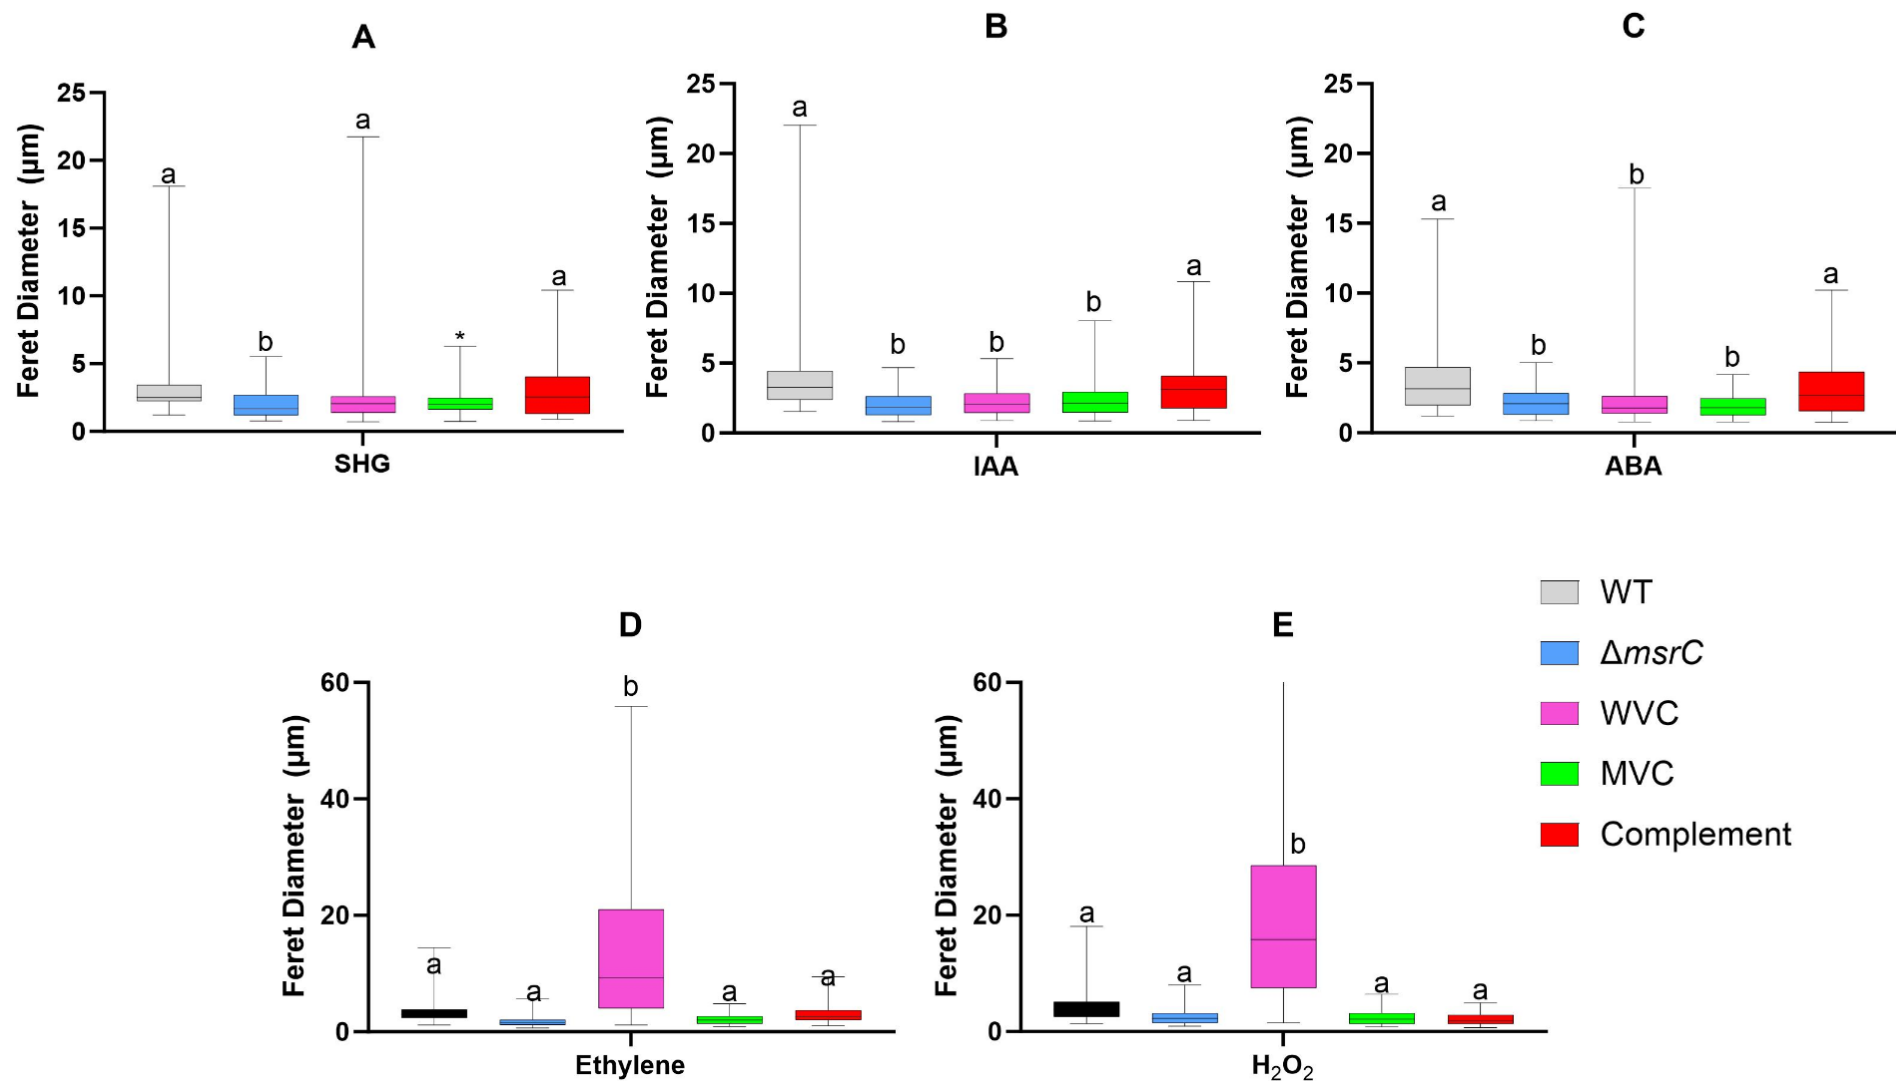 A
Feret Diameter (µm)
25
20
15
10
5
0
a
b
a
*
a
SHG
B
Feret Diameter (µm)
25
20
15
10
5
0
a
b
b
b
a
IAA
C
Feret Diameter (µm)
25
20
15
10
5
0
a
b
b
b
a
ABA
D
Feret Diameter (µm)
60
40
20
0
a
a
b
a
a
Ethylene
E
Feret Diameter (µm)
60
40
20
0
a
a
b
a
a
H₂O₂
WT
ΔmsrC
WVC
MVC
Complement